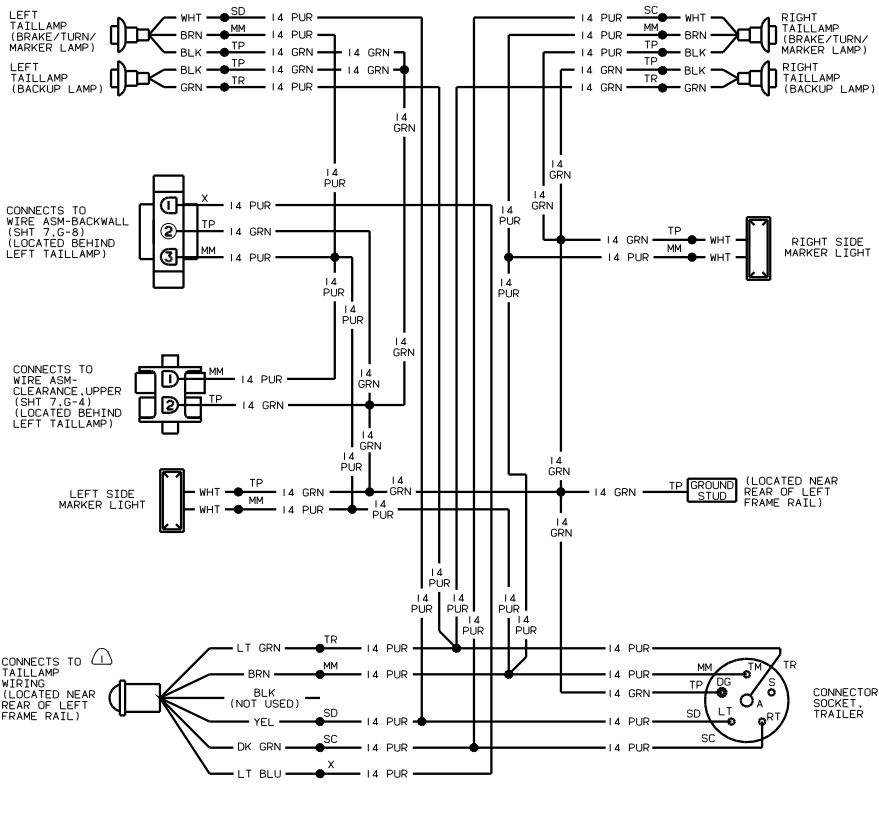 LEFT
TAILLAMP
(BRAKE/TURN/
MARKER LAMP)
WHT SD 14 PUR
BRN MM 14 PUR
BLK TP 14 GRN 14 GRN
LEFT
TAILLAMP
(BACKUP LAMP)
BLK TP 14 GRN 14 GRN
GRN TR 14 PUR
14 PUR SC WHT
14 PUR MM BRN
14 PUR TP BLK
RIGHT
TAILLAMP
(BRAKE/TURN/
MARKER LAMP)
14 GRN TP BLK
14 GRN TR GRN
RIGHT
TAILLAMP
(BACKUP LAMP)
14
GRN
14
PUR
14
GRN
14
GRN
14
PUR
CONNECTS TO
WIRE ASM-BACKWALL
(SHT 7,G-8)
(LOCATED BEHIND
LEFT TAILLAMP)
1 X 14 PUR
2 TP 14 GRN
3 MM 14 PUR
14 GRN TP WHT
14 PUR MM WHT
RIGHT SIDE
MARKER LIGHT
14
PUR
14
PUR
14
PUR
14
GRN
14
GRN
CONNECTS TO
WIRE ASM-
CLEARANCE,UPPER
(SHT 7,G-4)
(LOCATED BEHIND
LEFT TAILLAMP)
1 MM 14 PUR
2 TP 14 GRN
14
GRN
14
PUR
14
GRN
LEFT SIDE
MARKER LIGHT
WHT TP 14 GRN
14
GRN
WHT MM 14 PUR
14
PUR
14 GRN TP GROUND
STUD
(LOCATED NEAR
REAR OF LEFT
FRAME RAIL)
14
GRN
14
PUR
14
PUR
14
PUR
14
PUR
14
PUR
14
PUR
CONNECTS TO 1
TAILLAMP
WIRING
(LOCATED NEAR
REAR OF LEFT
FRAME RAIL)
LT GRN TR 14 PUR 14 PUR
BRN MM 14 PUR 14 PUR MM
BLK
(NOT USED)
14 GRN TP
YEL SD 14 PUR 14 PUR SD
DK GRN SC 14 PUR 14 PUR SC
LT BLU X 14 PUR
TM TR
DG S
A
LT RT
CONNECTOR
SOCKET,
TRAILER